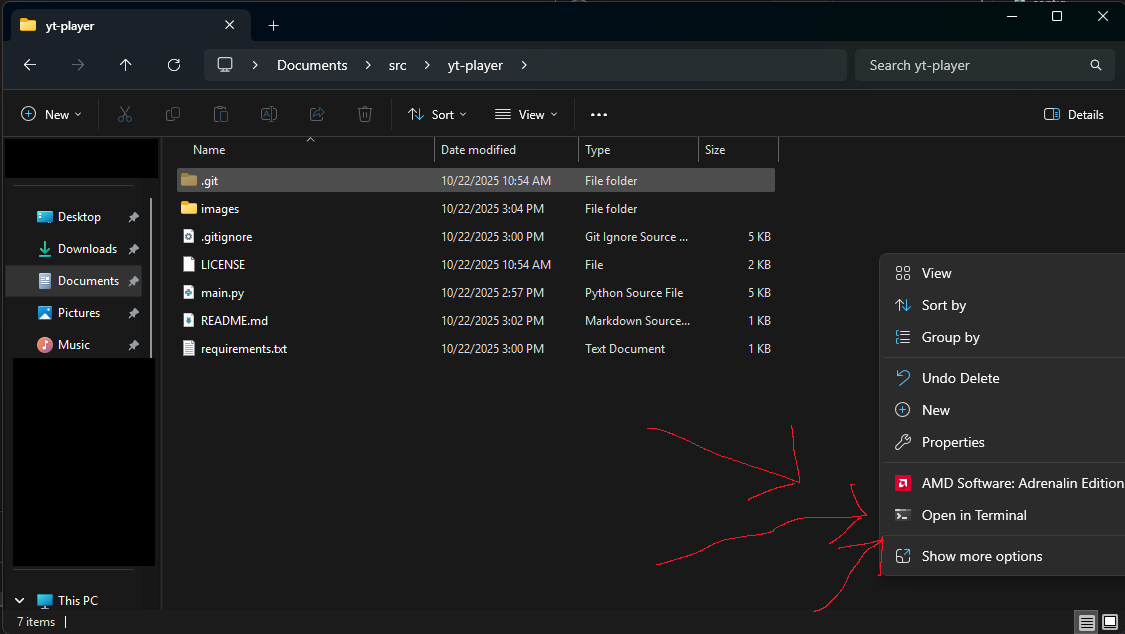 yt-player
Documents > src > yt-player >
Search yt-player
New
Sort
View
Details
Name Date modified Type Size
.git 10/22/2025 10:54 AM File folder
images 10/22/2025 3:04 PM File folder
.gitignore 10/22/2025 3:00 PM Git Ignore Source ... 5 KB
LICENSE 10/22/2025 10:54 AM File 2 KB
main.py 10/22/2025 2:57 PM Python Source File 5 KB
README.md 10/22/2025 3:02 PM Markdown Source... 1 KB
requirements.txt 10/22/2025 3:00 PM Text Document 1 KB
Desktop
Downloads
Documents
Pictures
Music
This PC
View
Sort by
Group by
Undo Delete
New
Properties
AMD Software: Adrenalin Edition
Open in Terminal
Show more options
7 items